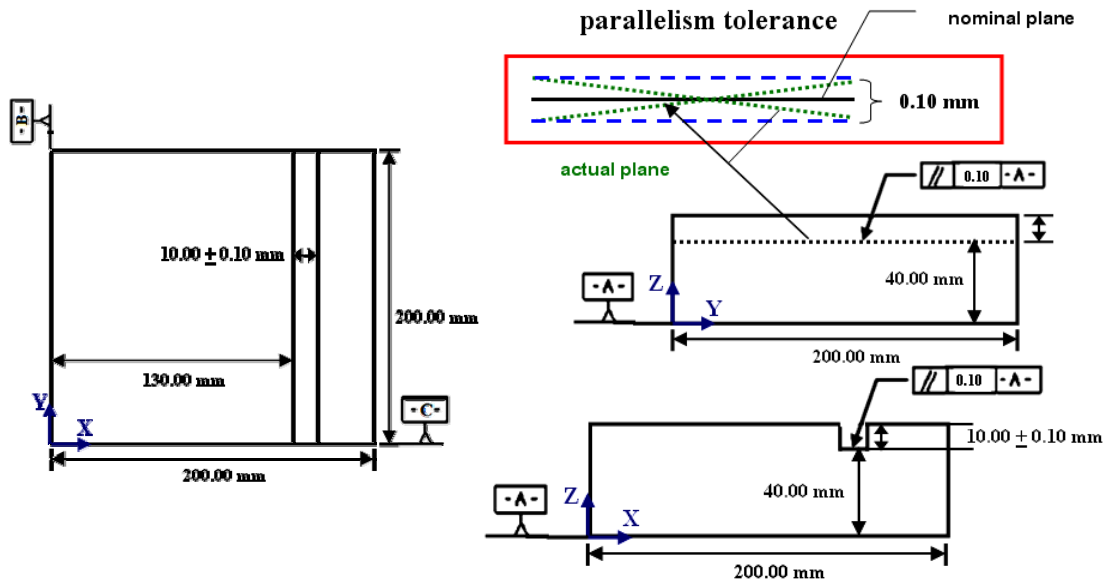 parallelism tolerance
nominal plane
0.10 mm
actual plane
// 0.10 -A-
-B-
10.00 ± 0.10 mm
200.00 mm
130.00 mm
Y
X
-C-
200.00 mm
-A-
Z
Y
40.00 mm
200.00 mm
// 0.10 -A-
10.00 ± 0.10 mm
40.00 mm
-A-
Z
X
200.00 mm